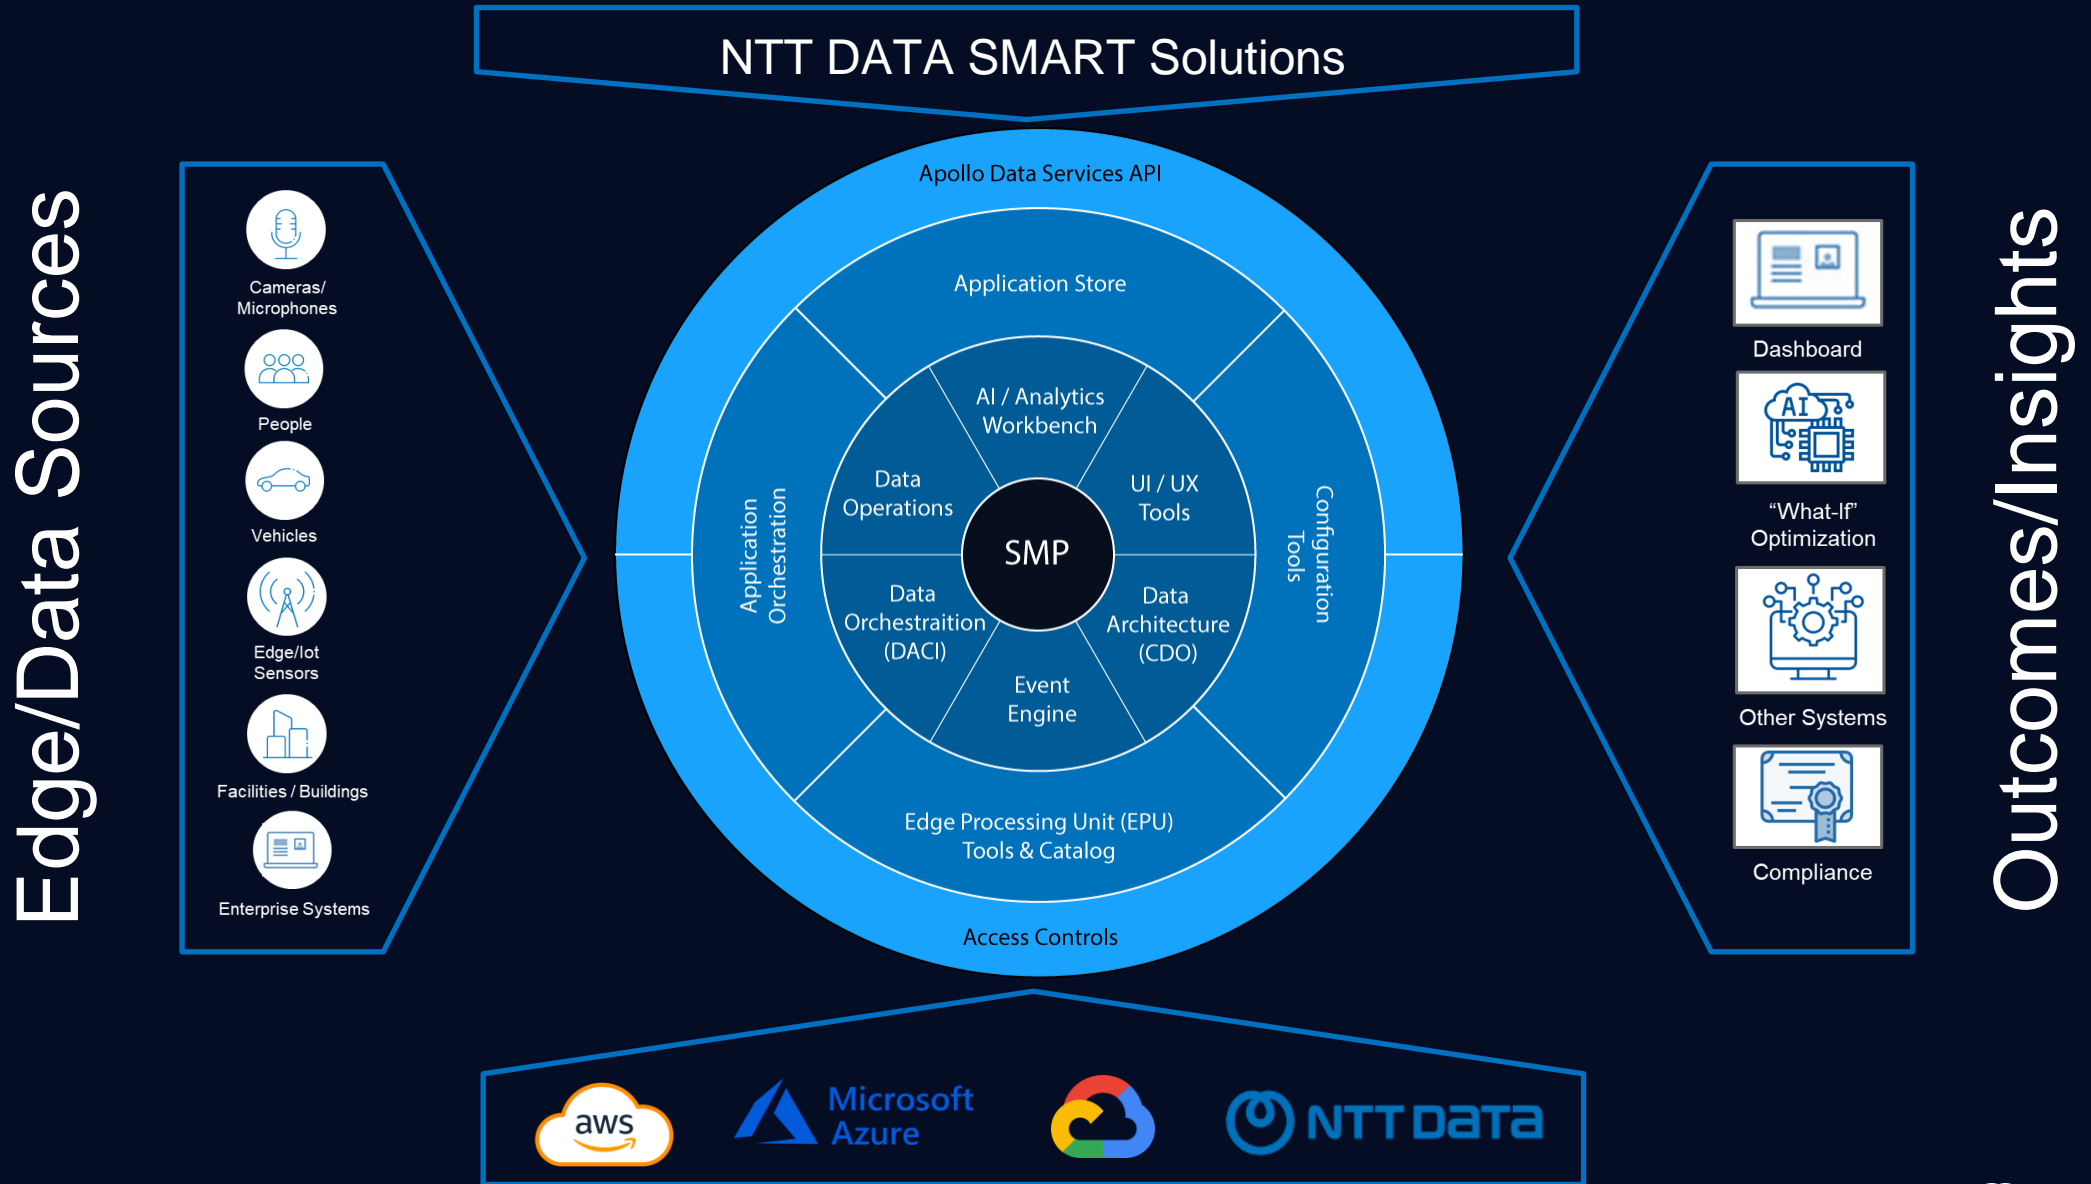 NTT DATA SMART Solutions
Edge/Data Sources
Cameras/
Microphones
People
Vehicles
Edge/Iot
Sensors
Facilities / Buildings
Enterprise Systems
Apollo Data Services API
Application Store
Application
Orchestration
Configuration
Tools
AI / Analytics
Workbench
Data
Operations
UI / UX
Tools
SMP
Data
Orchestraition
(DACI)
Data
Architecture
(CDO)
Event
Engine
Edge Processing Unit (EPU)
Tools & Catalog
Access Controls
Dashboard
AI
“What-If”
Optimization
Other Systems
Compliance
Outcomes/Insights
aws
Microsoft
Azure
NTT DATA